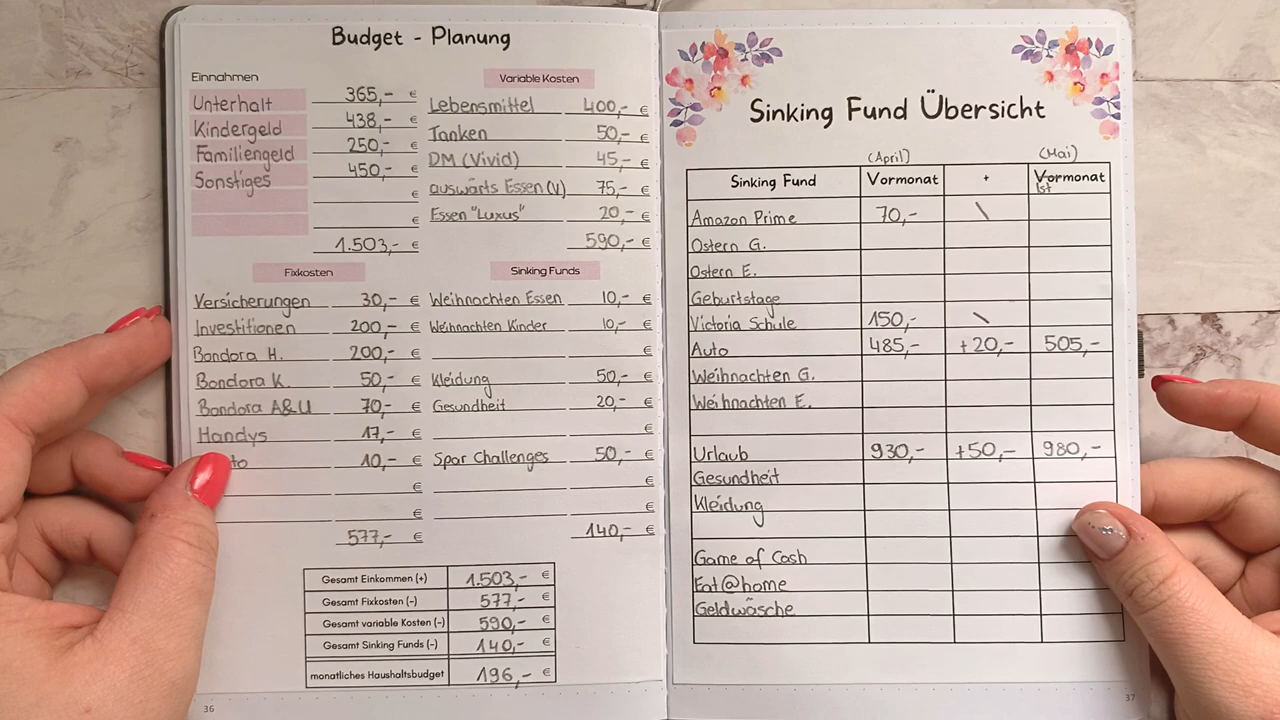 Budget - Planung
Einnahmen
Unterhalt 365,- €
Kindergeld 438,- €
Familiengeld 250,- €
Sonstiges 450,- €
€
€
1.503,- €
Variable Kosten
Lebensmittel 400,- €
Tanken 50,- €
DM (Vivid) 45,- €
auswärts Essen (V) 75,- €
Essen "Luxus" 20,- €
590,- €
Fixkosten
Versicherungen 30,- €
Investitionen 200,- €
Bondora H. 200,- €
Bondora K. 50,- €
Bondora A&U 70,- €
Handys 17,- €
to 10,- €
€
€
577,- €
Sinking Funds
Weihnachten Essen 10,- €
Weihnachten Kinder 10,- €
€
Kleidung 50,- €
Gesundheit 20,- €
€
Spar Challenges 50,- €
€
€
140,- €
Gesamt Einkommen (+) 1.503,- €
Gesamt Fixkosten (-) 577,- €
Gesamt variable Kosten (-) 590,- €
Gesamt Sinking Funds (-) 140,- €
monatliches Haushaltsbudget 196,- €
36
Sinking Fund Übersicht
(April) (Mai)
Sinking Fund Vormonat + Vormonat
Ist
Amazon Prime 70,- \
Ostern G.
Ostern E.
Geburtstage
Victoria Schule 150,- \
Auto 485,- +20,- 505,-
Weihnachten G.
Weihnachten E.
Urlaub 930,- +50,- 980,-
Gesundheit
Kleidung
Game of Cash
Eat@home
Geldwäsche
37